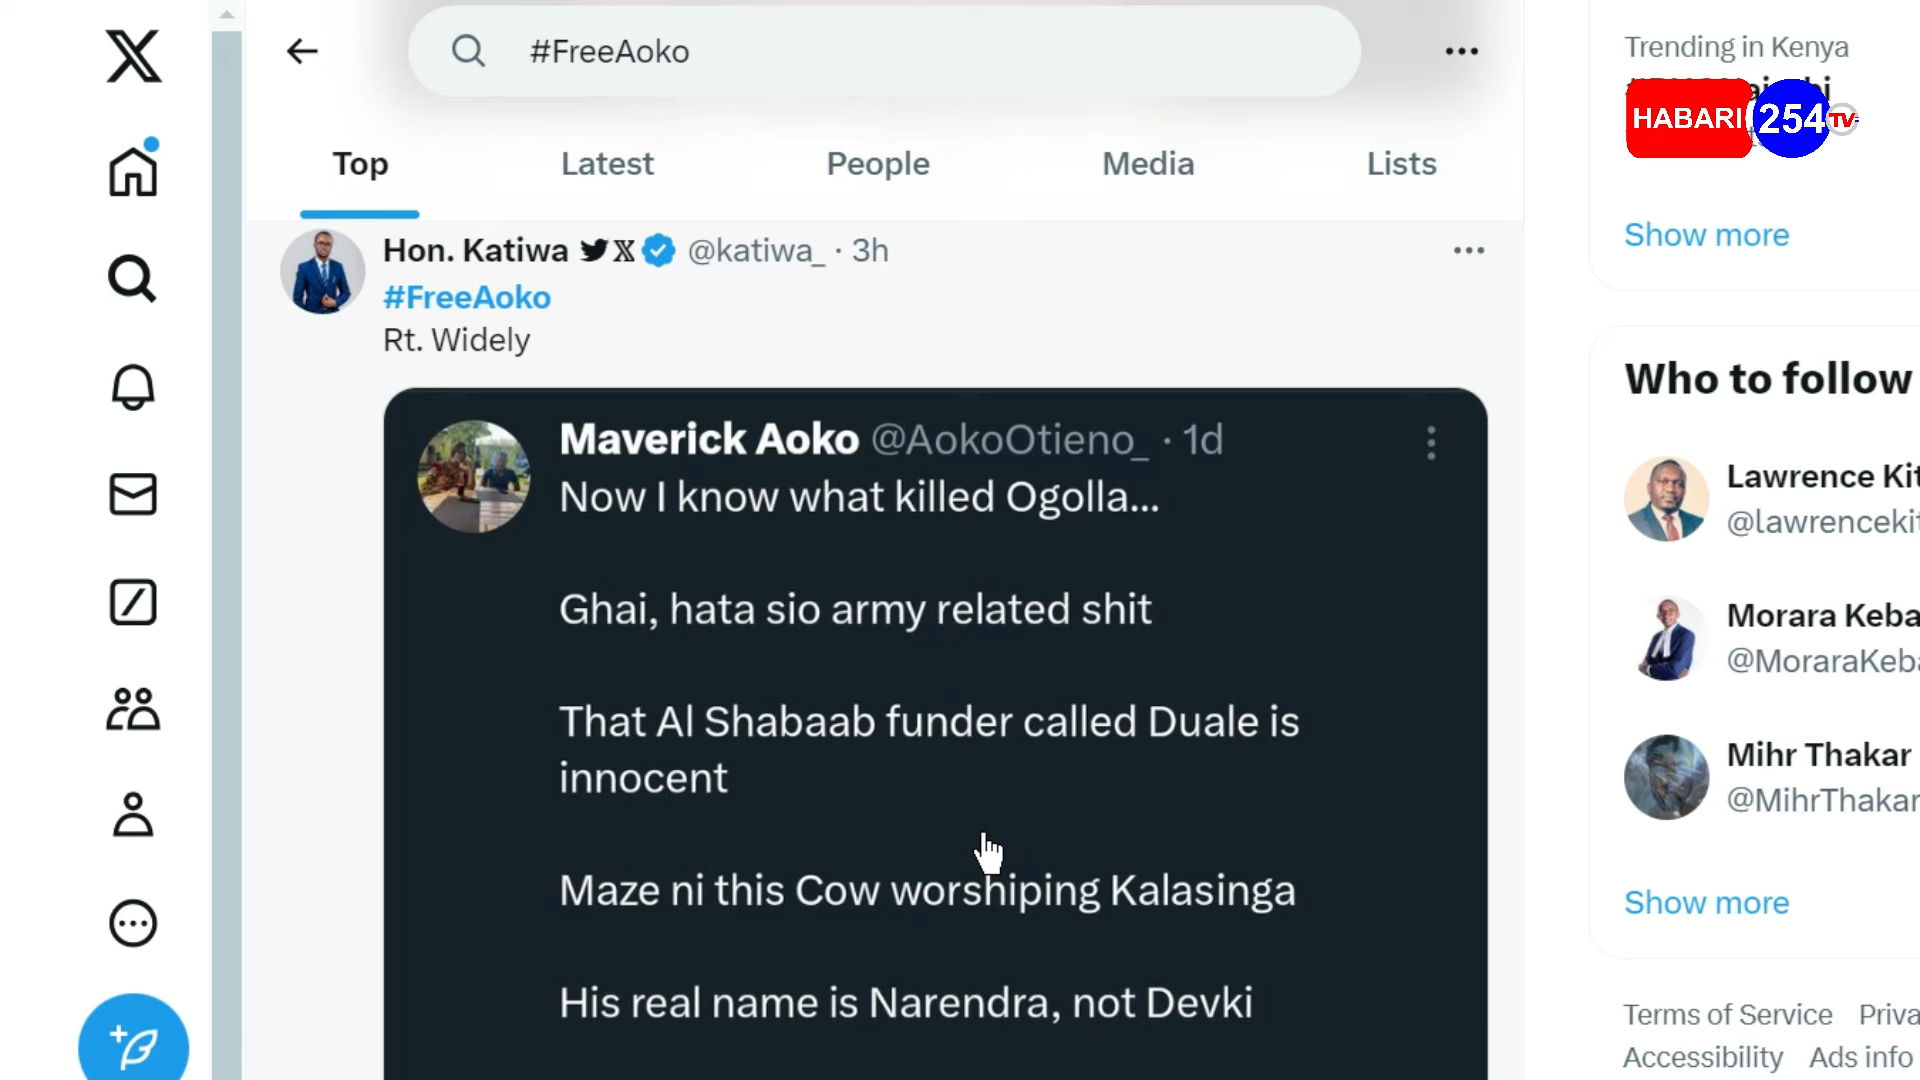 #FreeAoko
Top Latest People Media Lists
Hon. Katiwa 𝕏 @katiwa_ · 3h
#FreeAoko
Rt. Widely
Maverick Aoko @AokoOtieno_ · 1d
Now I know what killed Ogolla...
Ghai, hata sio army related shit
That Al Shabaab funder called Duale is
innocent
Maze ni this Cow worshiping Kalasinga
His real name is Narendra, not Devki
Trending in Kenya
HABARI 254 TV
Show more
Who to follow
Lawrence Kit
@lawrencekit
Morara Keba
@MoraraKeba
Mihr Thakar
@MihrThakar
Show more
Terms of Service Priva
Accessibility Ads info